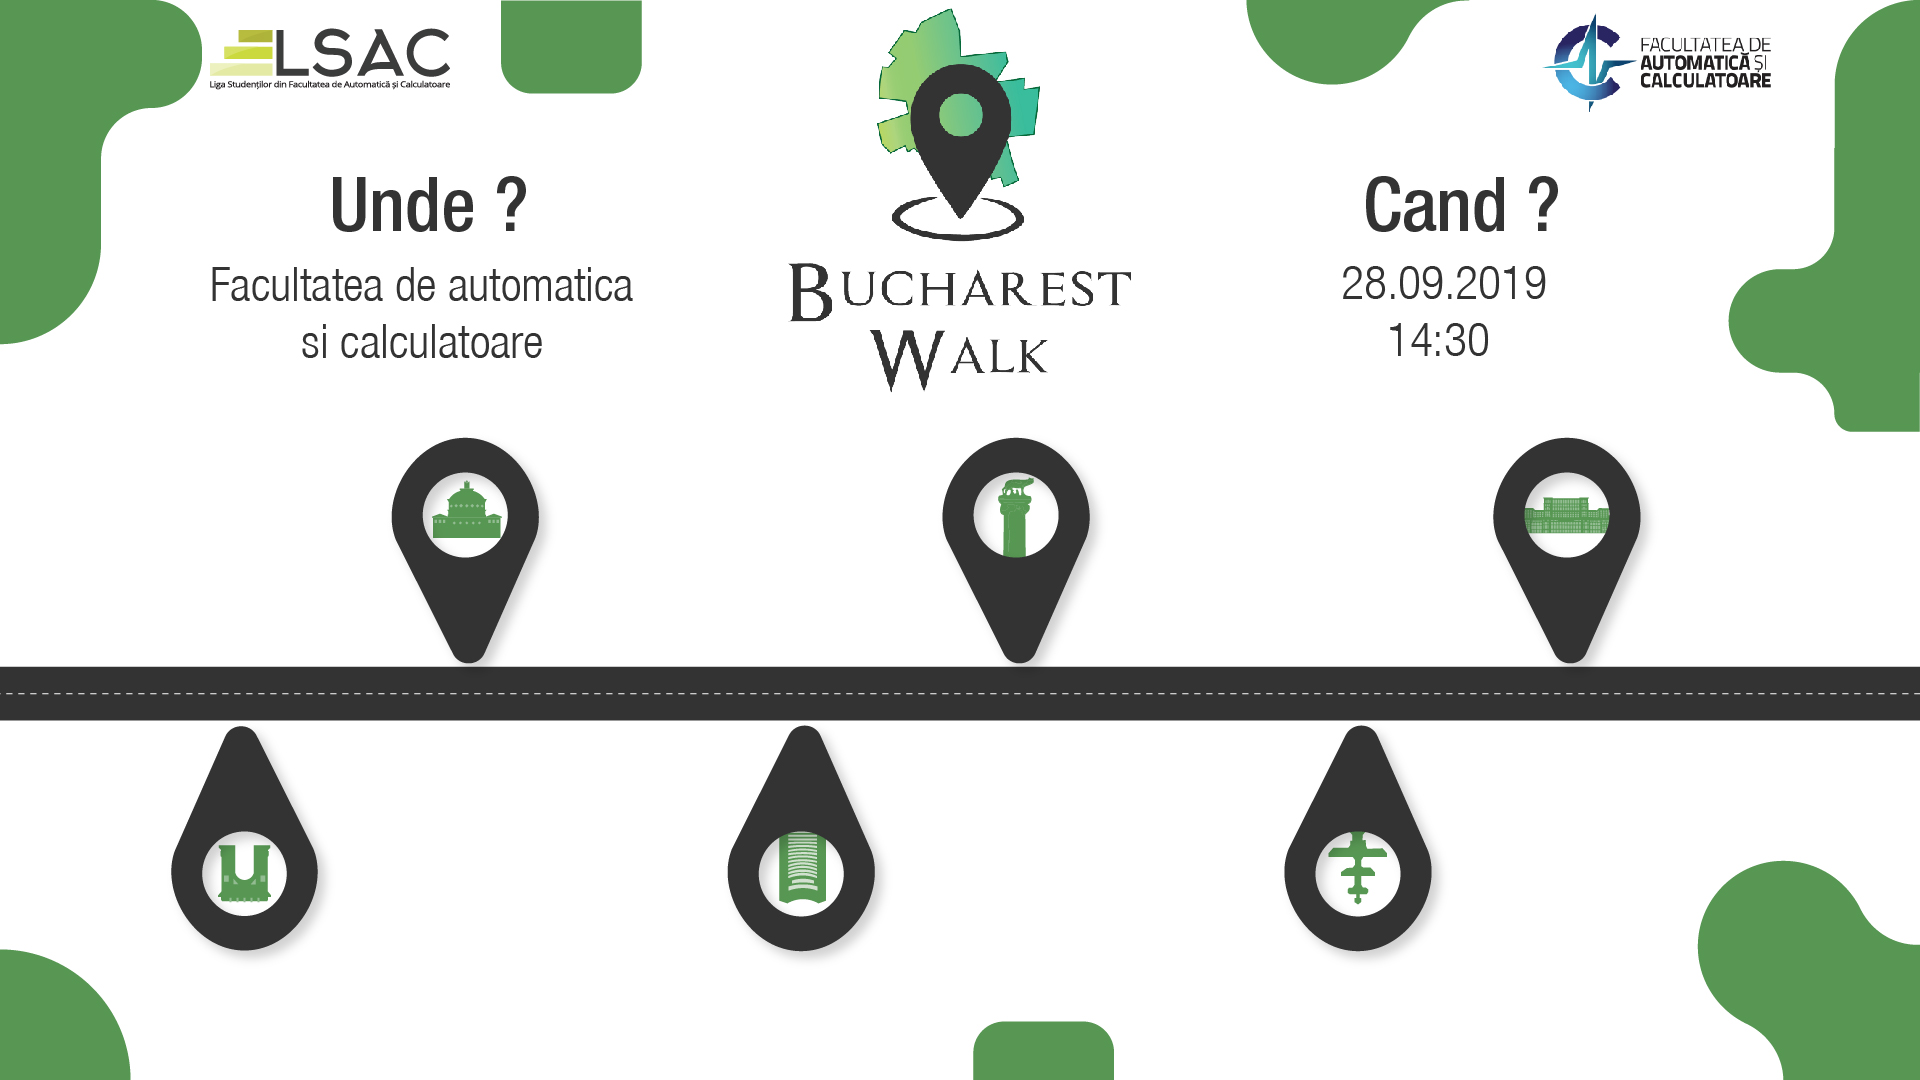 LSAC
Liga Studenților din Facultatea de Automatică și Calculatoare
FACULTATEA DE
AUTOMATICĂ ȘI
CALCULATOARE
Unde ?
Facultatea de automatica
si calculatoare
BUCHAREST
WALK
Cand ?
28.09.2019
14:30